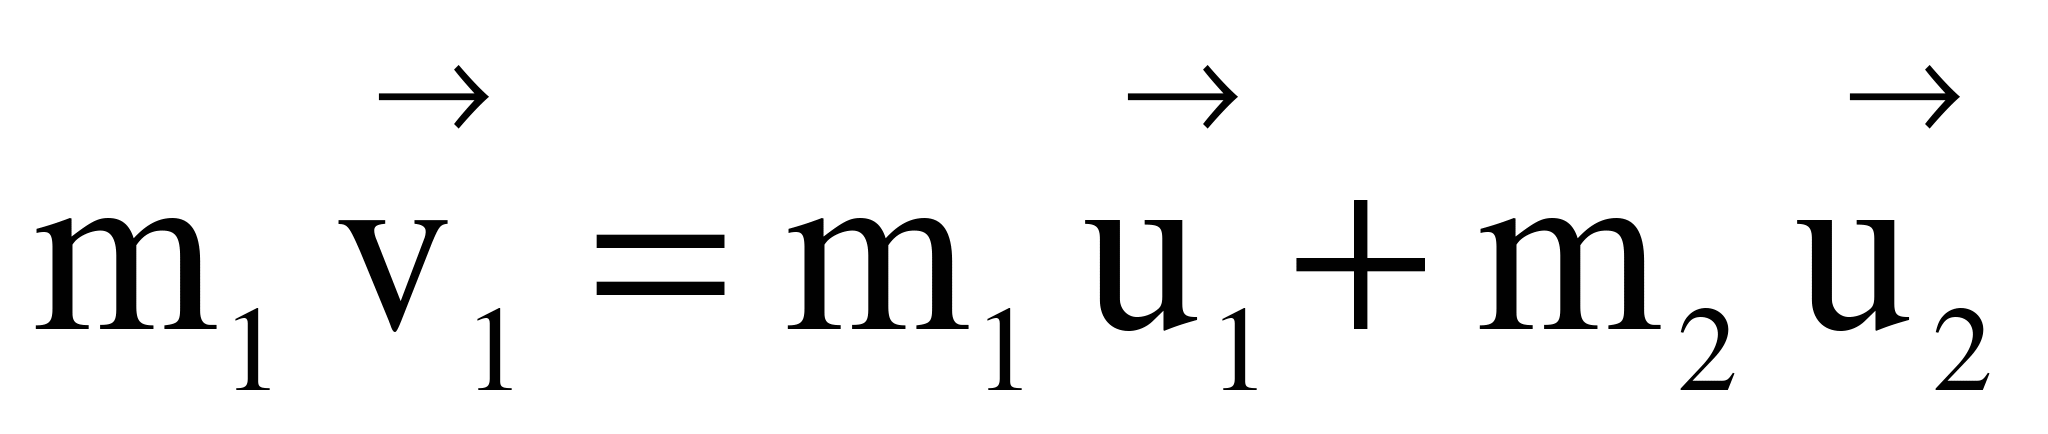 m₁ v⃗₁ = m₁ u⃗₁ + m₂ u⃗₂